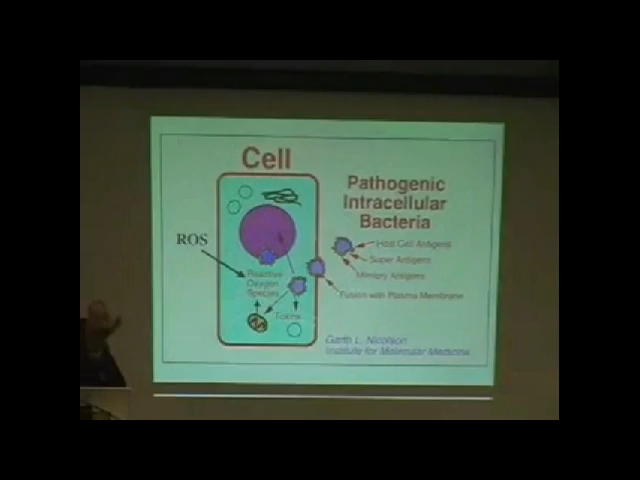 Cell
Pathogenic
Intracellular
Bacteria
ROS
Host Cell Antigens
Super Antigens
Mimicry Antigens
Reactive
Oxygen
Species
Fusion with Plasma Membrane
Toxins
Garth L. Nicolson
Institute for Molecular Medicine